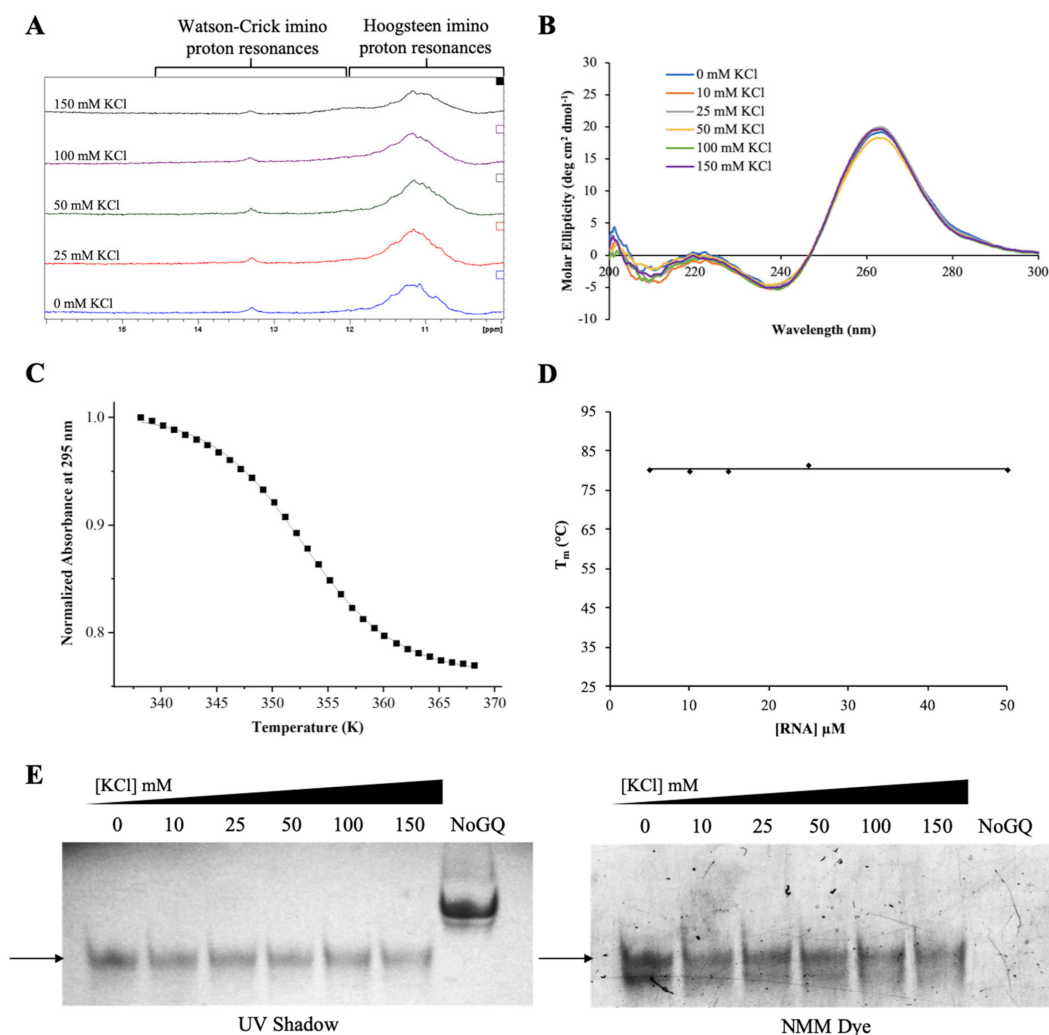 A
Watson-Crick imino
proton resonances
Hoogsteen imino
proton resonances
150 mM KCl
100 mM KCl
50 mM KCl
25 mM KCl
0 mM KCl
15 14 13 12 11 [ppm]
B
Molar Ellipticity (deg cm² dmol⁻¹)
30
25
20
15
10
5
0
-5
-10
0 mM KCl
10 mM KCl
25 mM KCl
50 mM KCl
100 mM KCl
150 mM KCl
200 220 240 260 280 300
Wavelength (nm)
C
Normalized Absorbance at 295 nm
1.0
0.9
0.8
340 345 350 355 360 365 370
Temperature (K)
D
Tₘ (°C)
95
85
75
65
55
45
35
25
0 10 20 30 40 50
[RNA] µM
E
[KCl] mM
0 10 25 50 100 150 NoGQ
UV Shadow
[KCl] mM
0 10 25 50 100 150 NoGQ
NMM Dye